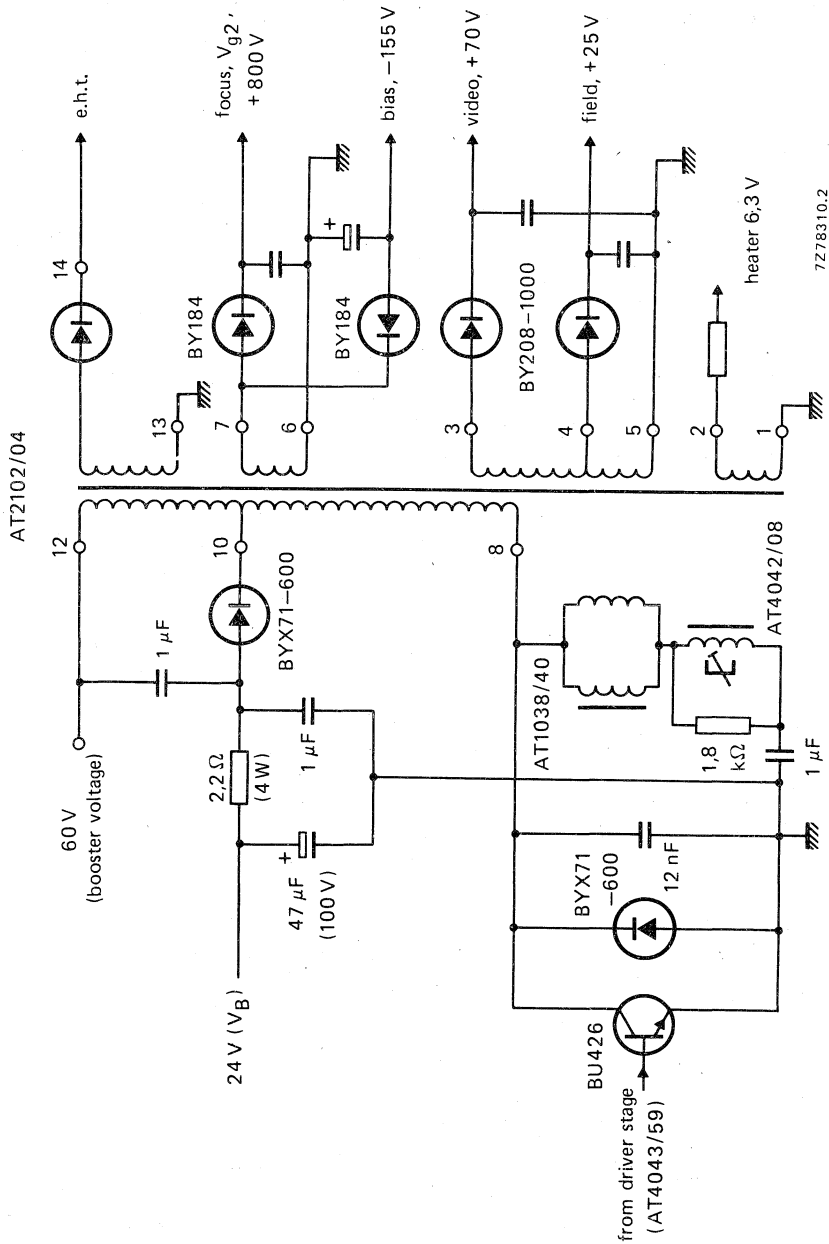 AT2102/04
60 V
(booster voltage)
12
1 µF
10
BYX71–600
2,2 Ω
(4W)
1 µF
47 µF
+
(100 V)
24 V (VB)
8
AT1038/40
AT4042/08
1,8
kΩ
1 µF
12 nF
BYX71
–600
BU426
from driver stage
(AT4043/59)
14
e.h.t.
13
BY184
focus, Vg2,
+800 V
7
6
+
BY184
bias, –155 V
3
video, +70 V
BY208–1000
4
field, +25 V
5
2
heater 6,3 V
1
7Z78310.2